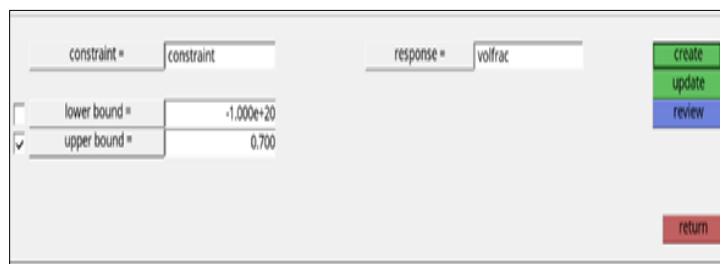 constraint = constraint response = volfrac create
update
lower bound = -1.000e+20 review
upper bound = 0.700
return